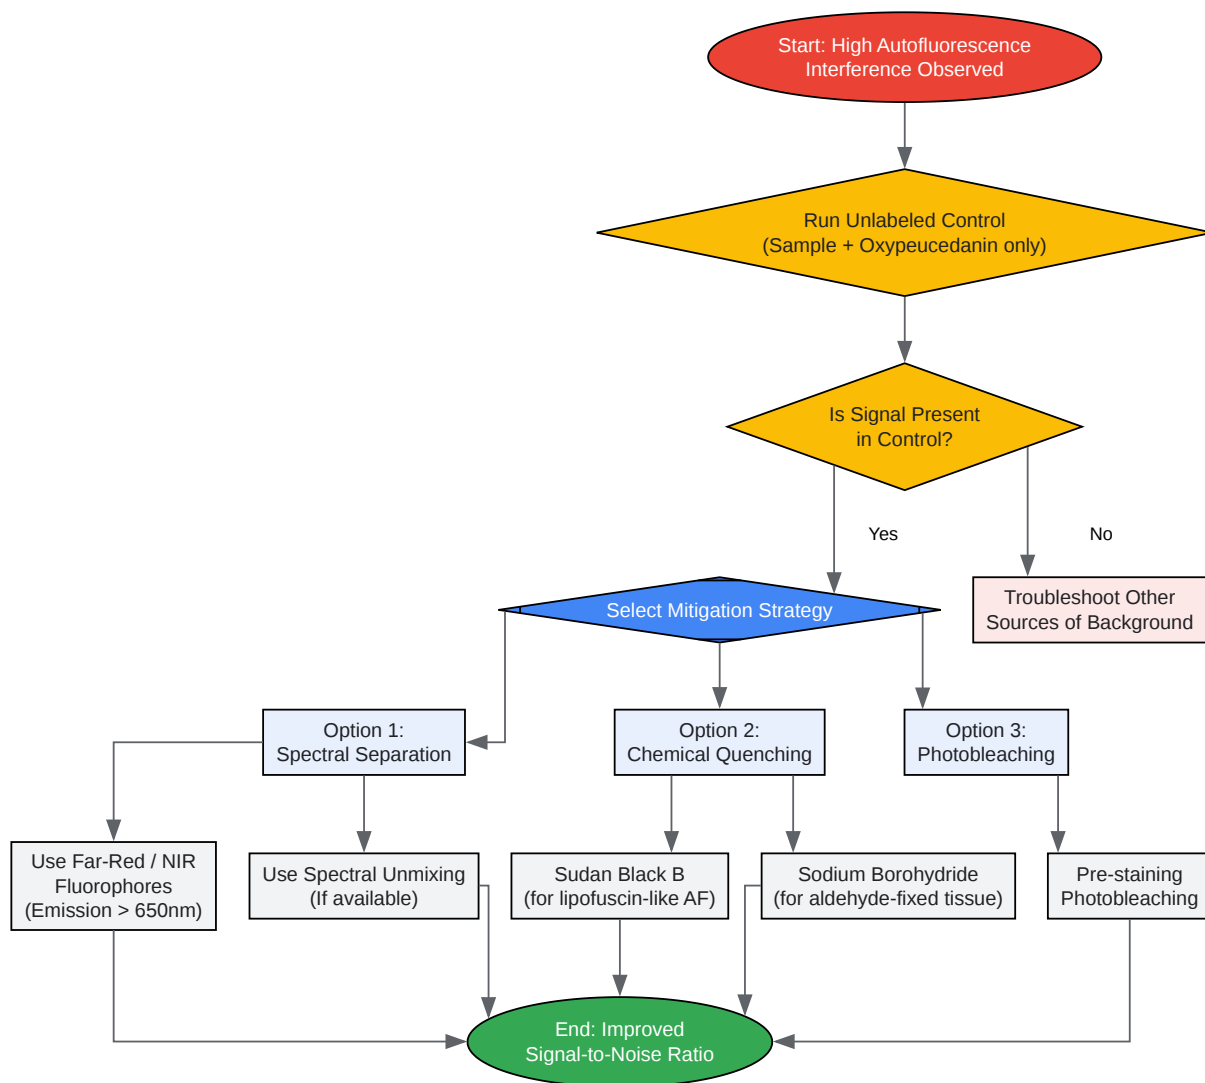 Start: High Autofluorescence
Interference Observed
Run Unlabeled Control
(Sample + Oxypeucedanin only)
Is Signal Present
in Control?
Yes
No
Select Mitigation Strategy
Troubleshoot Other
Sources of Background
Option 1:
Spectral Separation
Option 2:
Chemical Quenching
Option 3:
Photobleaching
Use Far-Red / NIR
Fluorophores
(Emission > 650nm)
Use Spectral Unmixing
(If available)
Sudan Black B
(for lipofuscin-like AF)
Sodium Borohydride
(for aldehyde-fixed tissue)
Pre-staining
Photobleaching
End: Improved
Signal-to-Noise Ratio